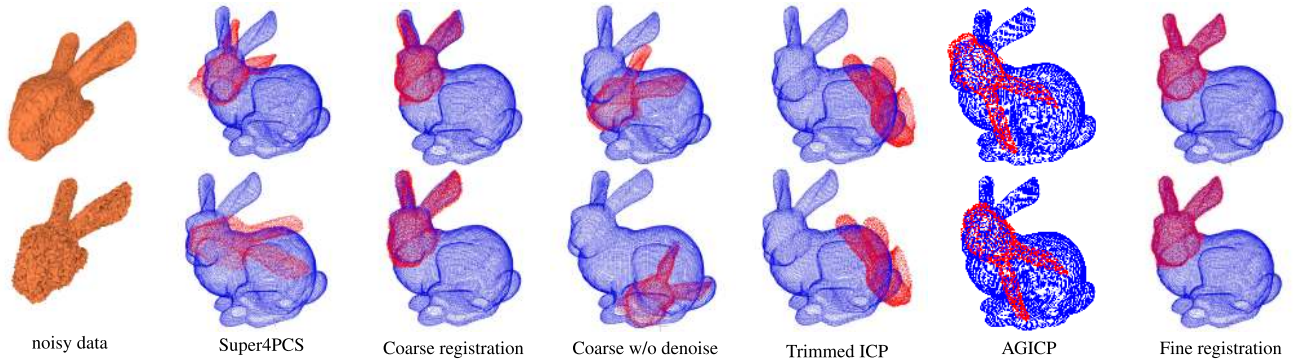 noisy data
Super4PCS
Coarse registration
Coarse w/o denoise
Trimmed ICP
AGICP
Fine registration